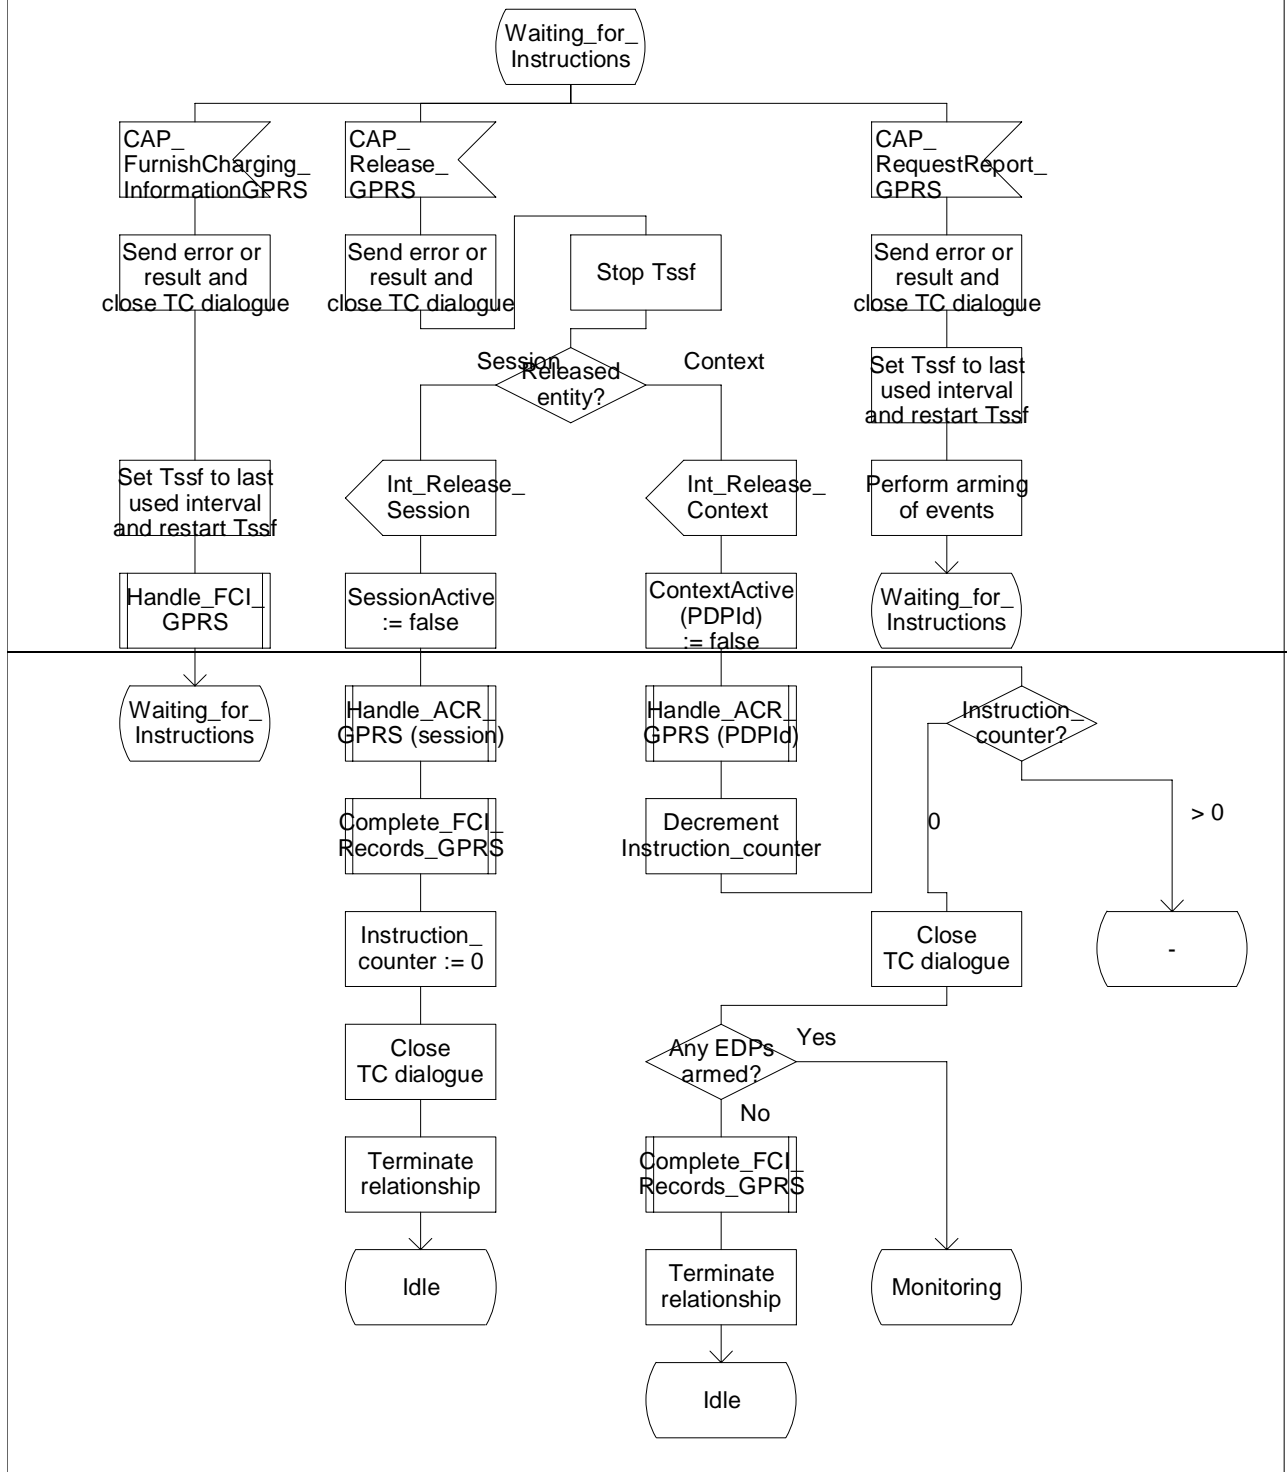 Waiting_for_
Instructions
CAP_
FurnishCharging_
InformationGPRS
CAP_
Release_
GPRS
CAP_
RequestReport_
GPRS
Send error or
result and
close TC dialogue
Send error or
result and
close TC dialogue
Stop Tssf
Send error or
result and
close TC dialogue
Session
Released
entity?
Context
Set Tssf to last
used interval
and restart Tssf
Set Tssf to last
used interval
and restart Tssf
Int_Release_
Session
Int_Release_
Context
Perform arming
of events
Handle_FCI_
GPRS
SessionActive
:= false
ContextActive
(PDPId)
:= false
Waiting_for_
Instructions
Waiting_for_
Instructions
Handle_ACR_
GPRS (session)
Handle_ACR_
GPRS (PDPId)
Instruction_
counter?
Complete_FCI_
Records_GPRS
Decrement
Instruction_counter
0
> 0
Instruction_
counter := 0
Close
TC dialogue
-
Close
TC dialogue
Any EDPs
armed?
Yes
No
Terminate
relationship
Complete_FCI_
Records_GPRS
Idle
Terminate
relationship
Monitoring
Idle